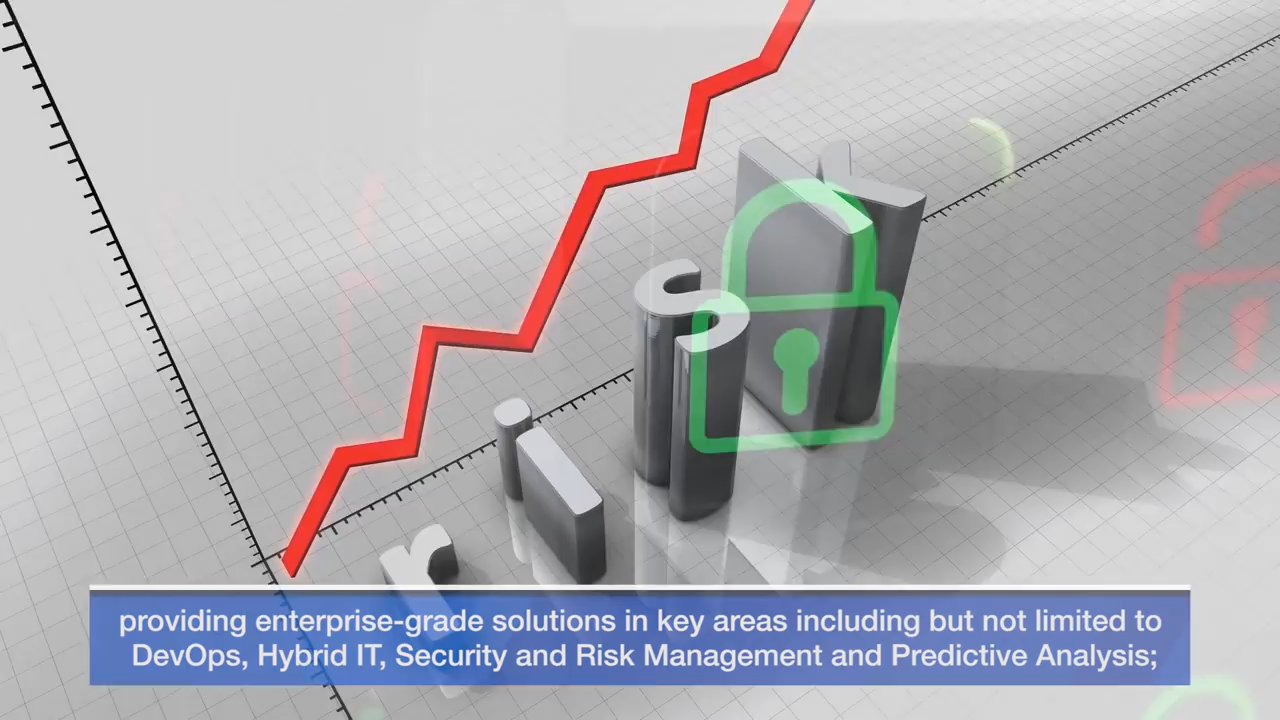 risk
providing enterprise-grade solutions in key areas including but not limited to
DevOps, Hybrid IT, Security and Risk Management and Predictive Analysis;